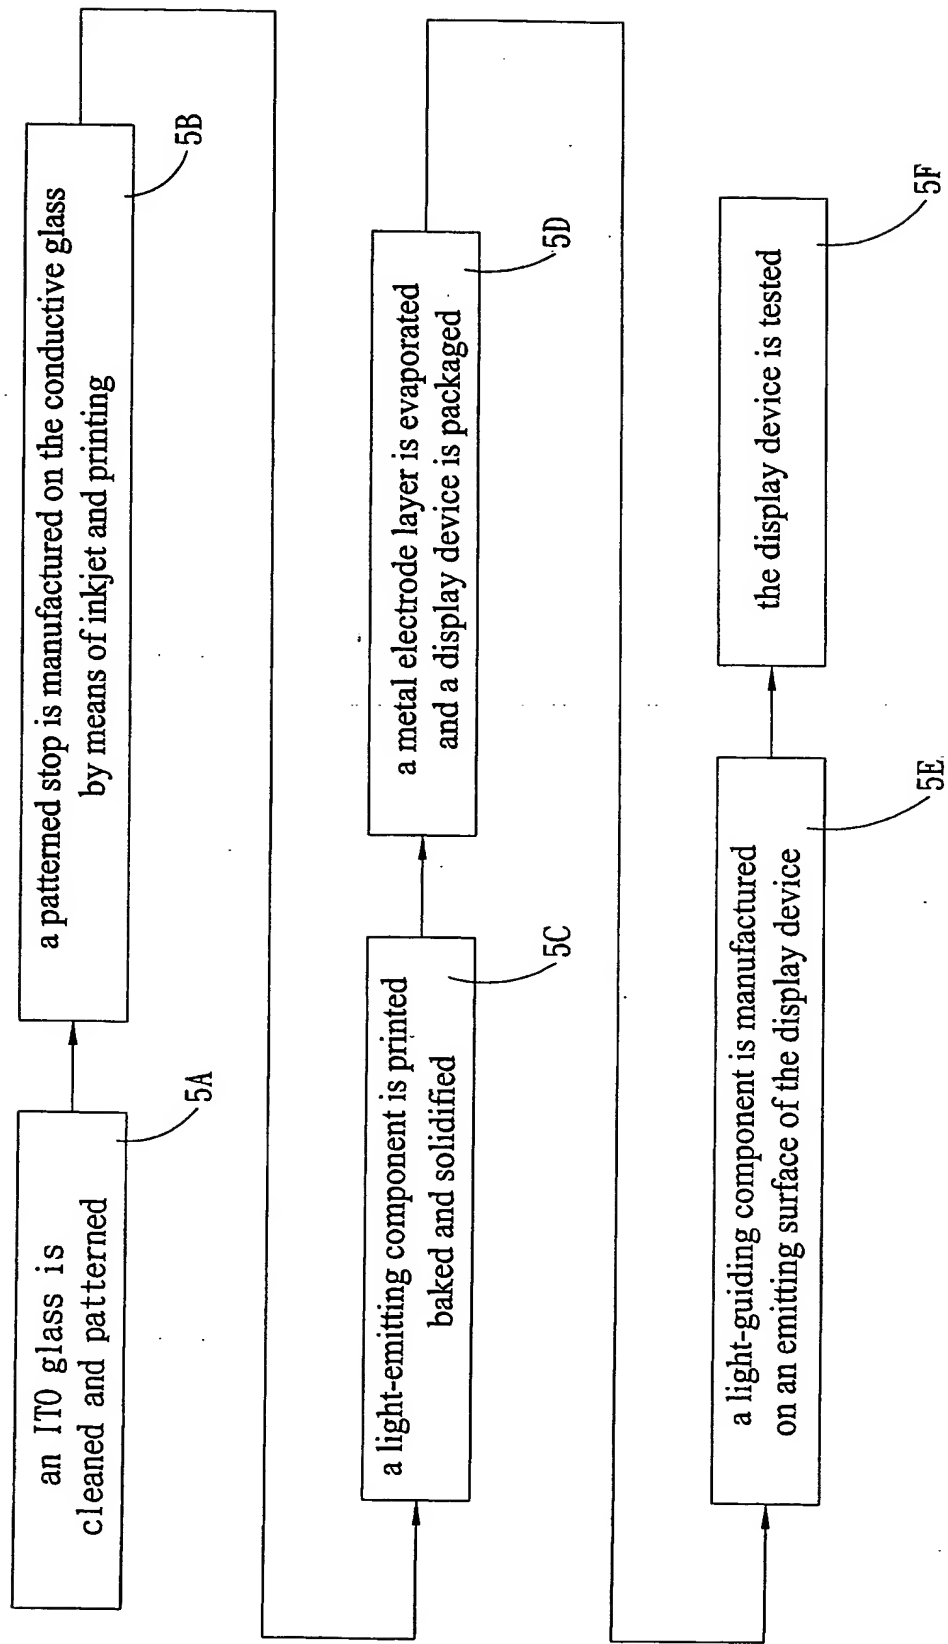 an ITO glass is
cleaned and patterned
5A
a patterned stop is manufactured on the conductive glass
by means of inkjet and printing
5B
a light-emitting component is printed
baked and solidified
5C
a metal electrode layer is evaporated
and a display device is packaged
5D
a light-guiding component is manufactured
on an emitting surface of the display device
5E
the display device is tested
5F